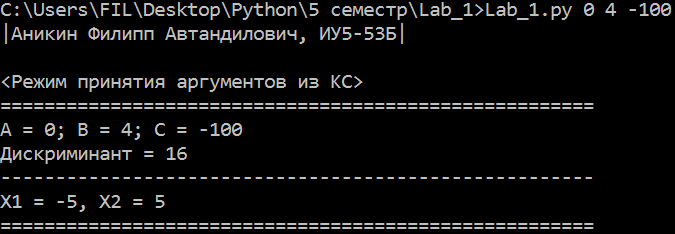 C:\Users\FIL\Desktop\Python\5 семестр\Lab_1>Lab_1.py 0 4 -100
|Аникин Филипп Автандилович, ИУ5-53Б|
<Режим принятия аргументов из КС>
======================================================
A = 0; B = 4; C = -100
Дискриминант = 16
------------------------------------------------------
X1 = -5, X2 = 5
======================================================